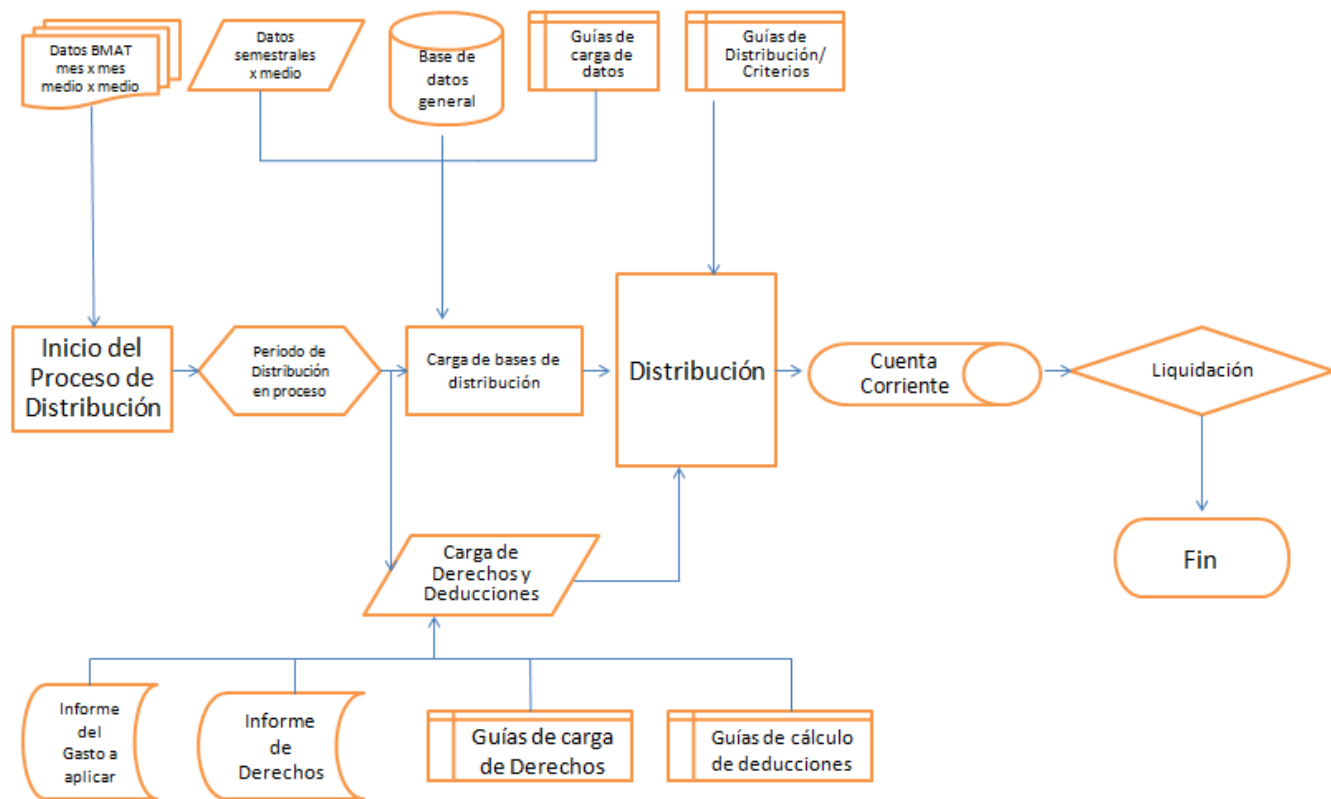 Datos BMAT
mes x mes
medio x medio
Datos
semestrales
x medio
Base de
datos
general
Guías de
carga de
datos
Guías de
Distribución/
Criterios
Inicio del
Proceso de
Distribución
Periodo de
Distribución
en proceso
Carga de bases de
distribución
Distribución
Cuenta
Corriente
Liquidación
Fin
Carga de
Derechos y
Deducciones
Informe
del
Gasto a
aplicar
Informe
de
Derechos
Guías de carga
de Derechos
Guías de cálculo
de deducciones